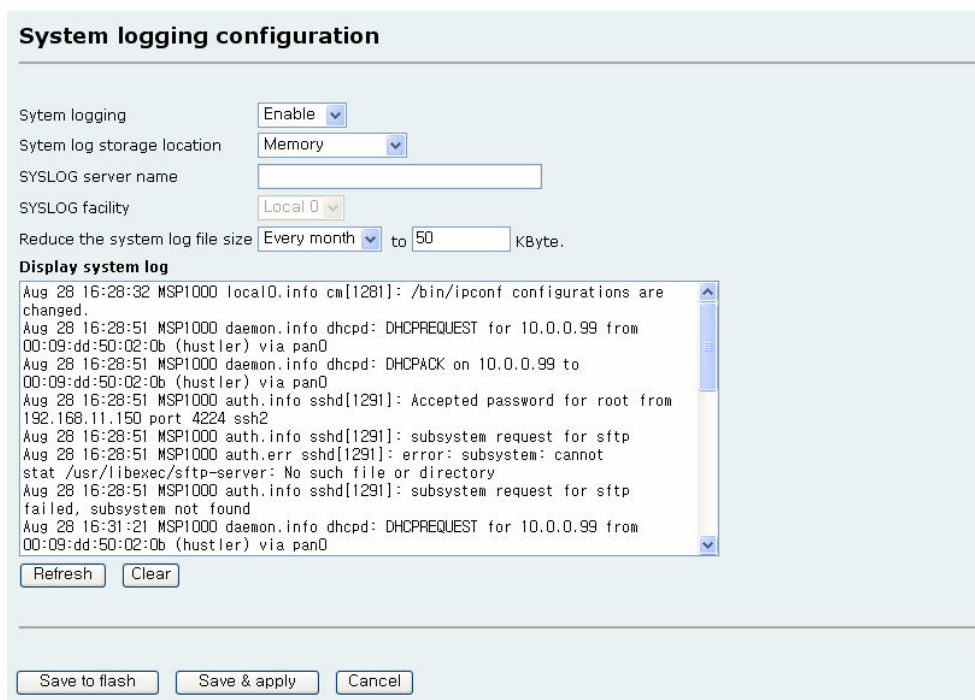 System logging configuration
Sytem logging Enable
Sytem log storage location Memory
SYSLOG server name
SYSLOG facility Local 0
Reduce the system log file size Every month to 50 KByte.
Display system log
Aug 28 16:28:32 MSP1000 local0.info cm[1281]: /bin/ipconf configurations are
changed.
Aug 28 16:28:51 MSP1000 daemon.info dhcpd: DHCPREQUEST for 10.0.0.99 from
00:09:dd:50:02:0b (hustler) via pan0
Aug 28 16:28:51 MSP1000 daemon.info dhcpd: DHCPACK on 10.0.0.99 to
00:09:dd:50:02:0b (hustler) via pan0
Aug 28 16:28:51 MSP1000 auth.info sshd[1291]: Accepted password for root from
192.168.11.150 port 4224 ssh2
Aug 28 16:28:51 MSP1000 auth.info sshd[1291]: subsystem request for sftp
Aug 28 16:28:51 MSP1000 auth.err sshd[1291]: error: subsystem: cannot
stat /usr/libexec/sftp-server: No such file or directory
Aug 28 16:28:51 MSP1000 auth.info sshd[1291]: subsystem request for sftp
failed, subsystem not found
Aug 28 16:31:21 MSP1000 daemon.info dhcpd: DHCPREQUEST for 10.0.0.99 from
00:09:dd:50:02:0b (hustler) via pan0
Refresh Clear
Save to flash Save & apply Cancel